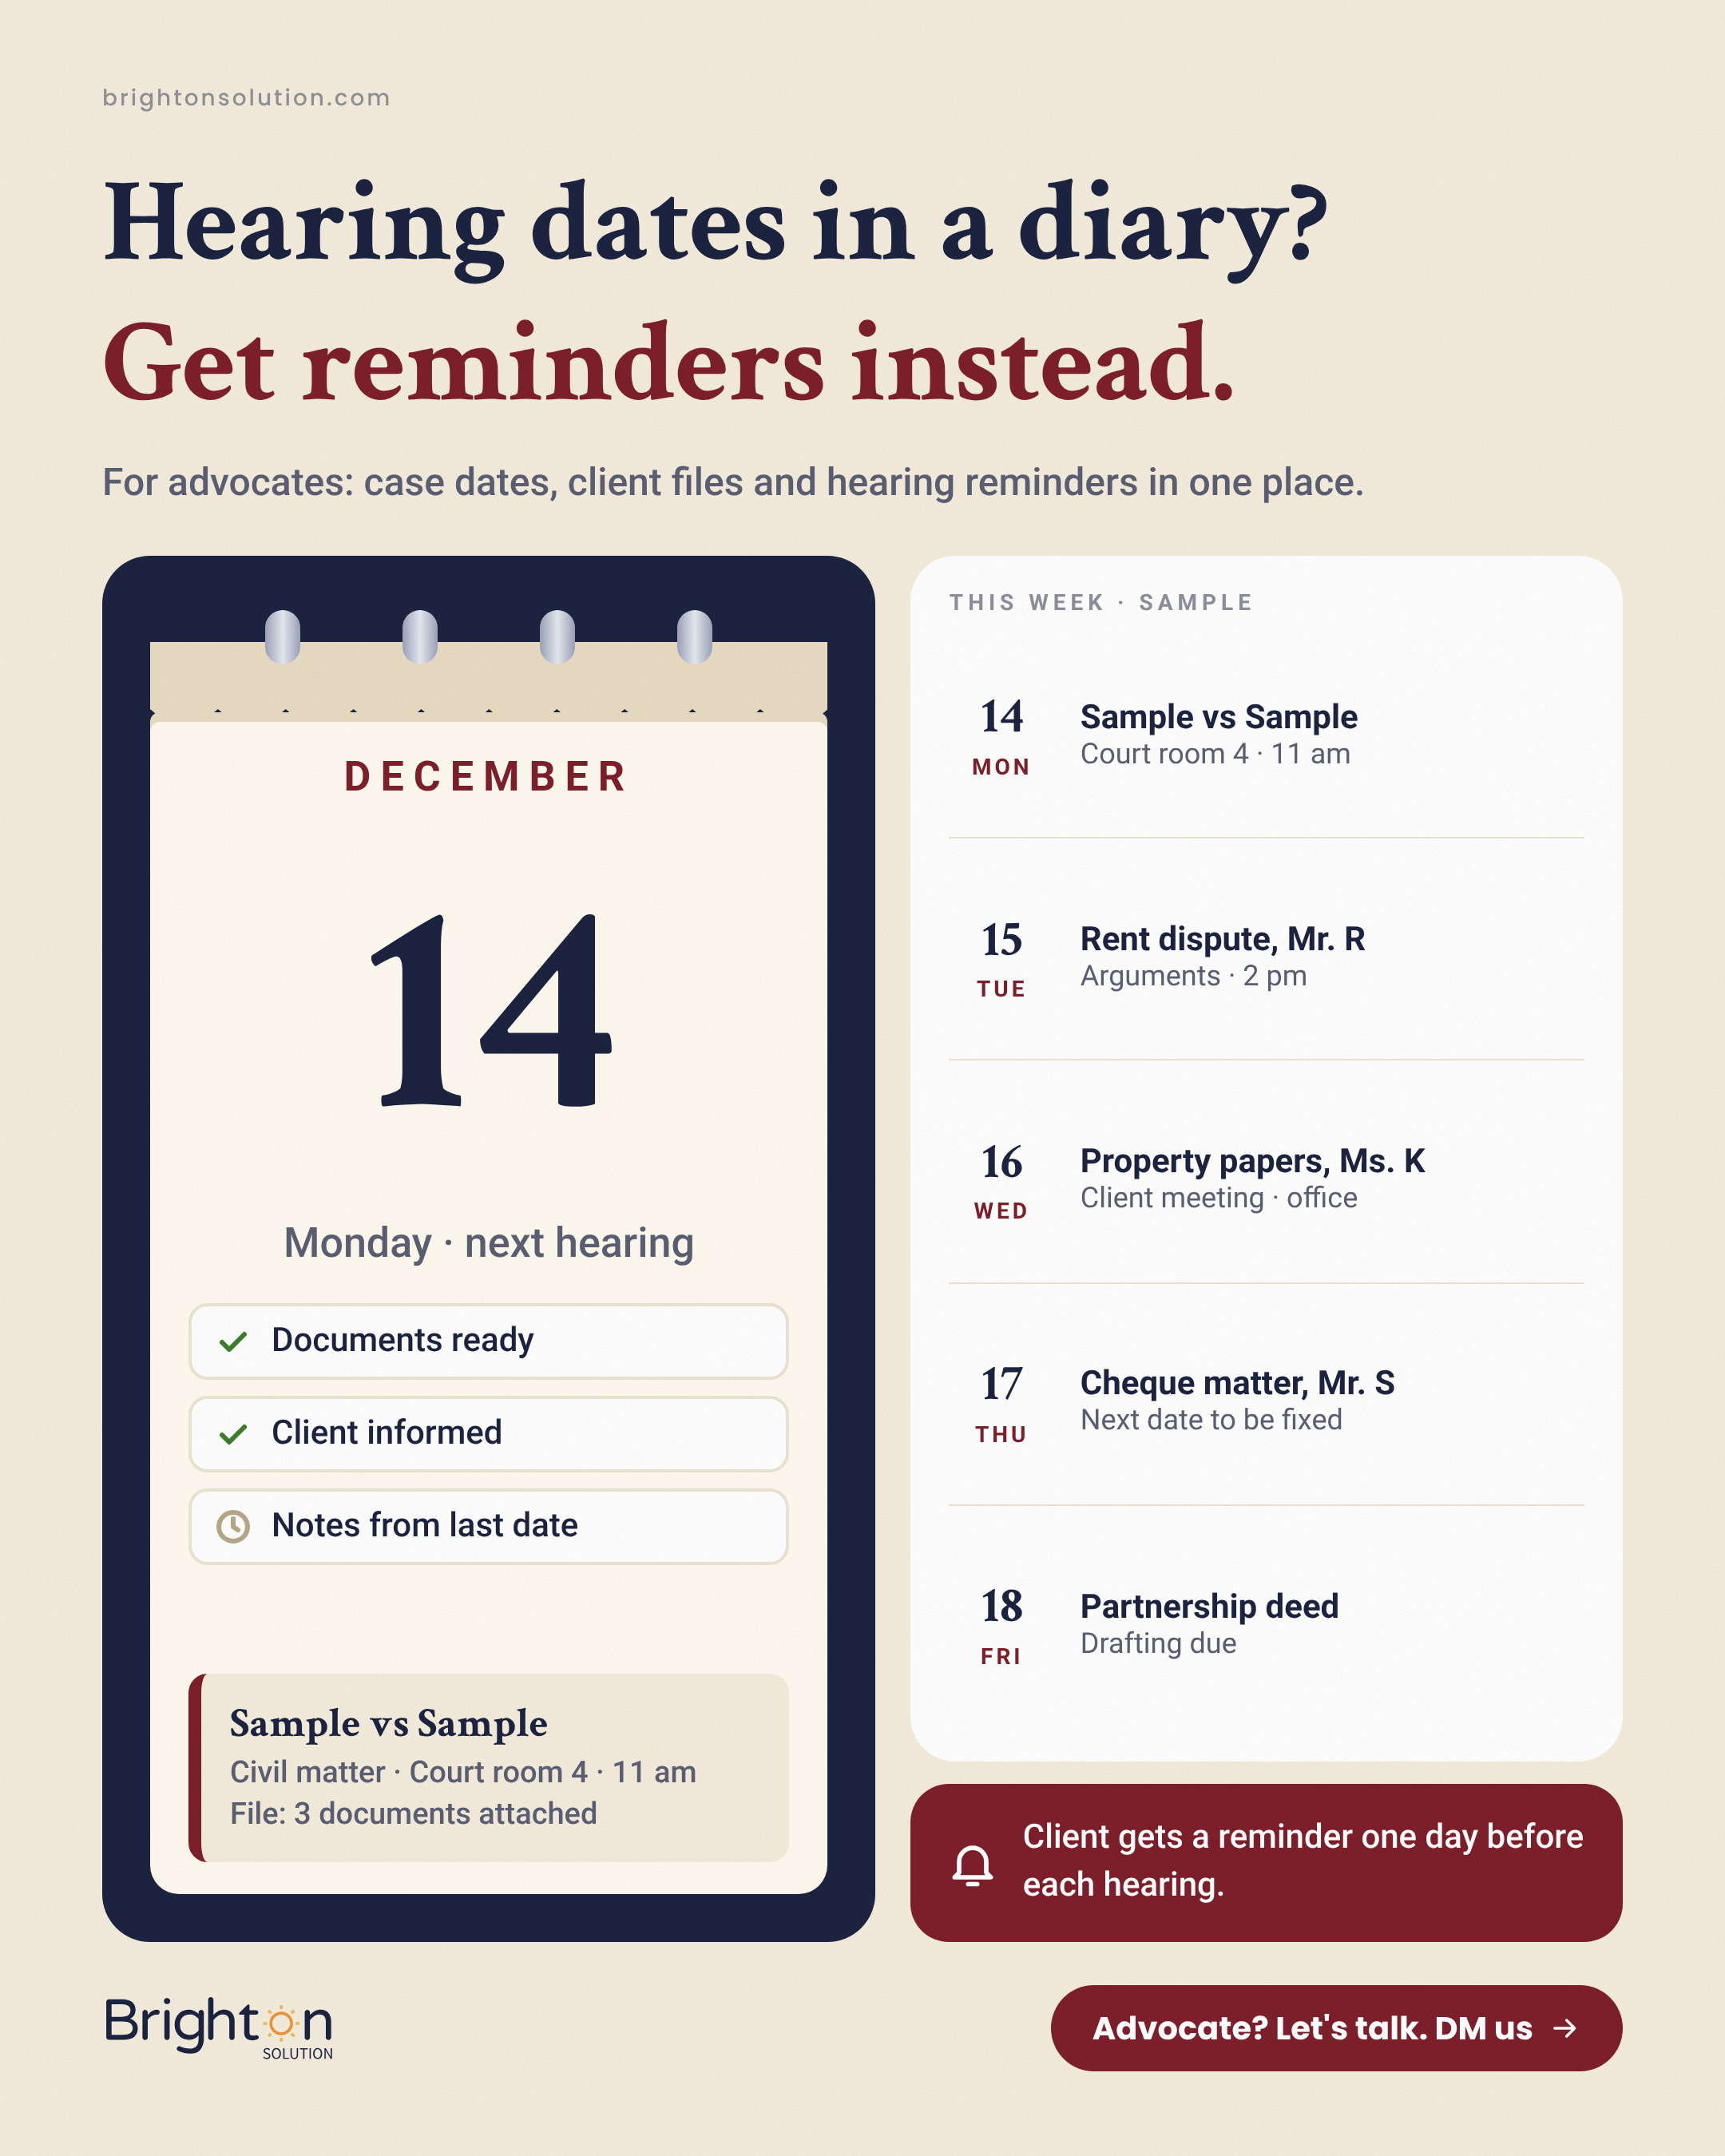 brightonsolution.com
Hearing dates in a diary?
Get reminders instead.
For advocates: case dates, client files and hearing reminders in one place.
DECEMBER
14
Monday · next hearing
Documents ready
Client informed
Notes from last date
Sample vs Sample
Civil matter · Court room 4 · 11 am
File: 3 documents attached
THIS WEEK · SAMPLE
14
MON
Sample vs Sample
Court room 4 · 11 am
15
TUE
Rent dispute, Mr. R
Arguments · 2 pm
16
WED
Property papers, Ms. K
Client meeting · office
17
THU
Cheque matter, Mr. S
Next date to be fixed
18
FRI
Partnership deed
Drafting due
Client gets a reminder one day before
each hearing.
Brighton
SOLUTION
Advocate? Let's talk. DM us →